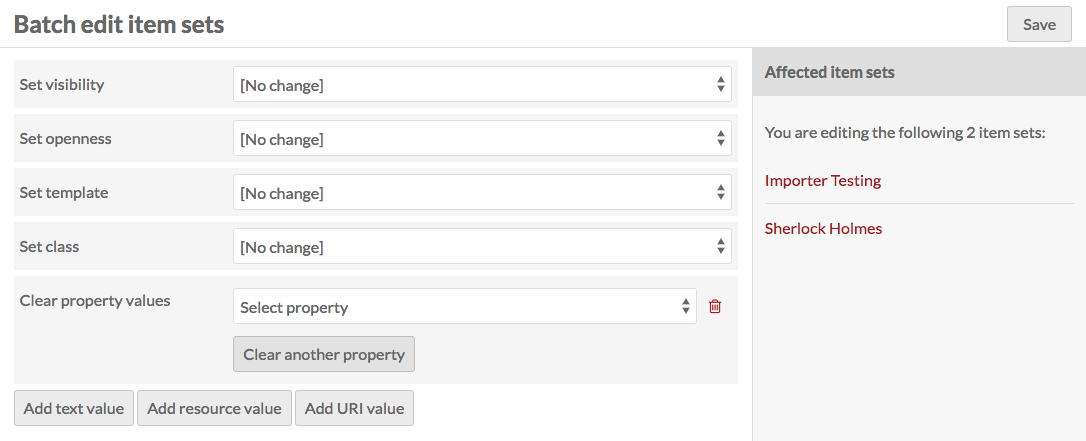 Batch edit item sets
Save
Set visibility
[No change]
Set openness
[No change]
Set template
[No change]
Set class
[No change]
Clear property values
Select property
Clear another property
Add text value
Add resource value
Add URI value
Affected item sets
You are editing the following 2 item sets:
Importer Testing
Sherlock Holmes